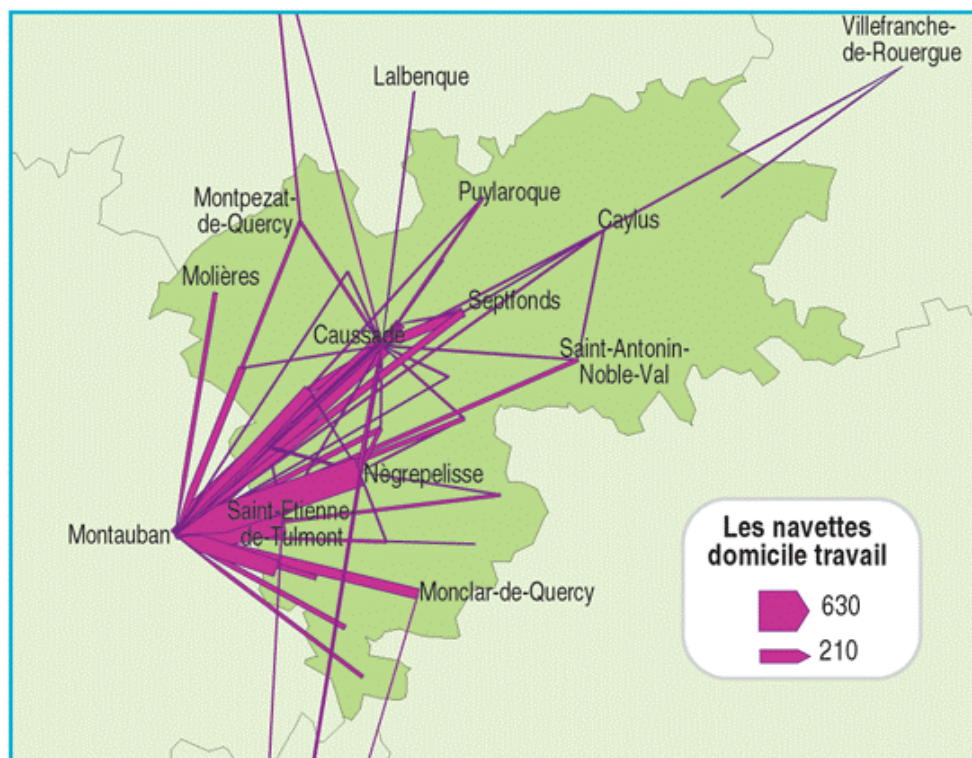 Villefranche-
de-Rouergue
Lalbenque
Montpezat-
de-Quercy
Puylaroque
Caylus
Molières
Septfonds
Caussade
Saint-Antonin-
Noble-Val
Nègrepelisse
Saint-Etienne
de-Tulmont
Montauban
Monclar-de-Quercy
Les navettes
domicile travail
630
210